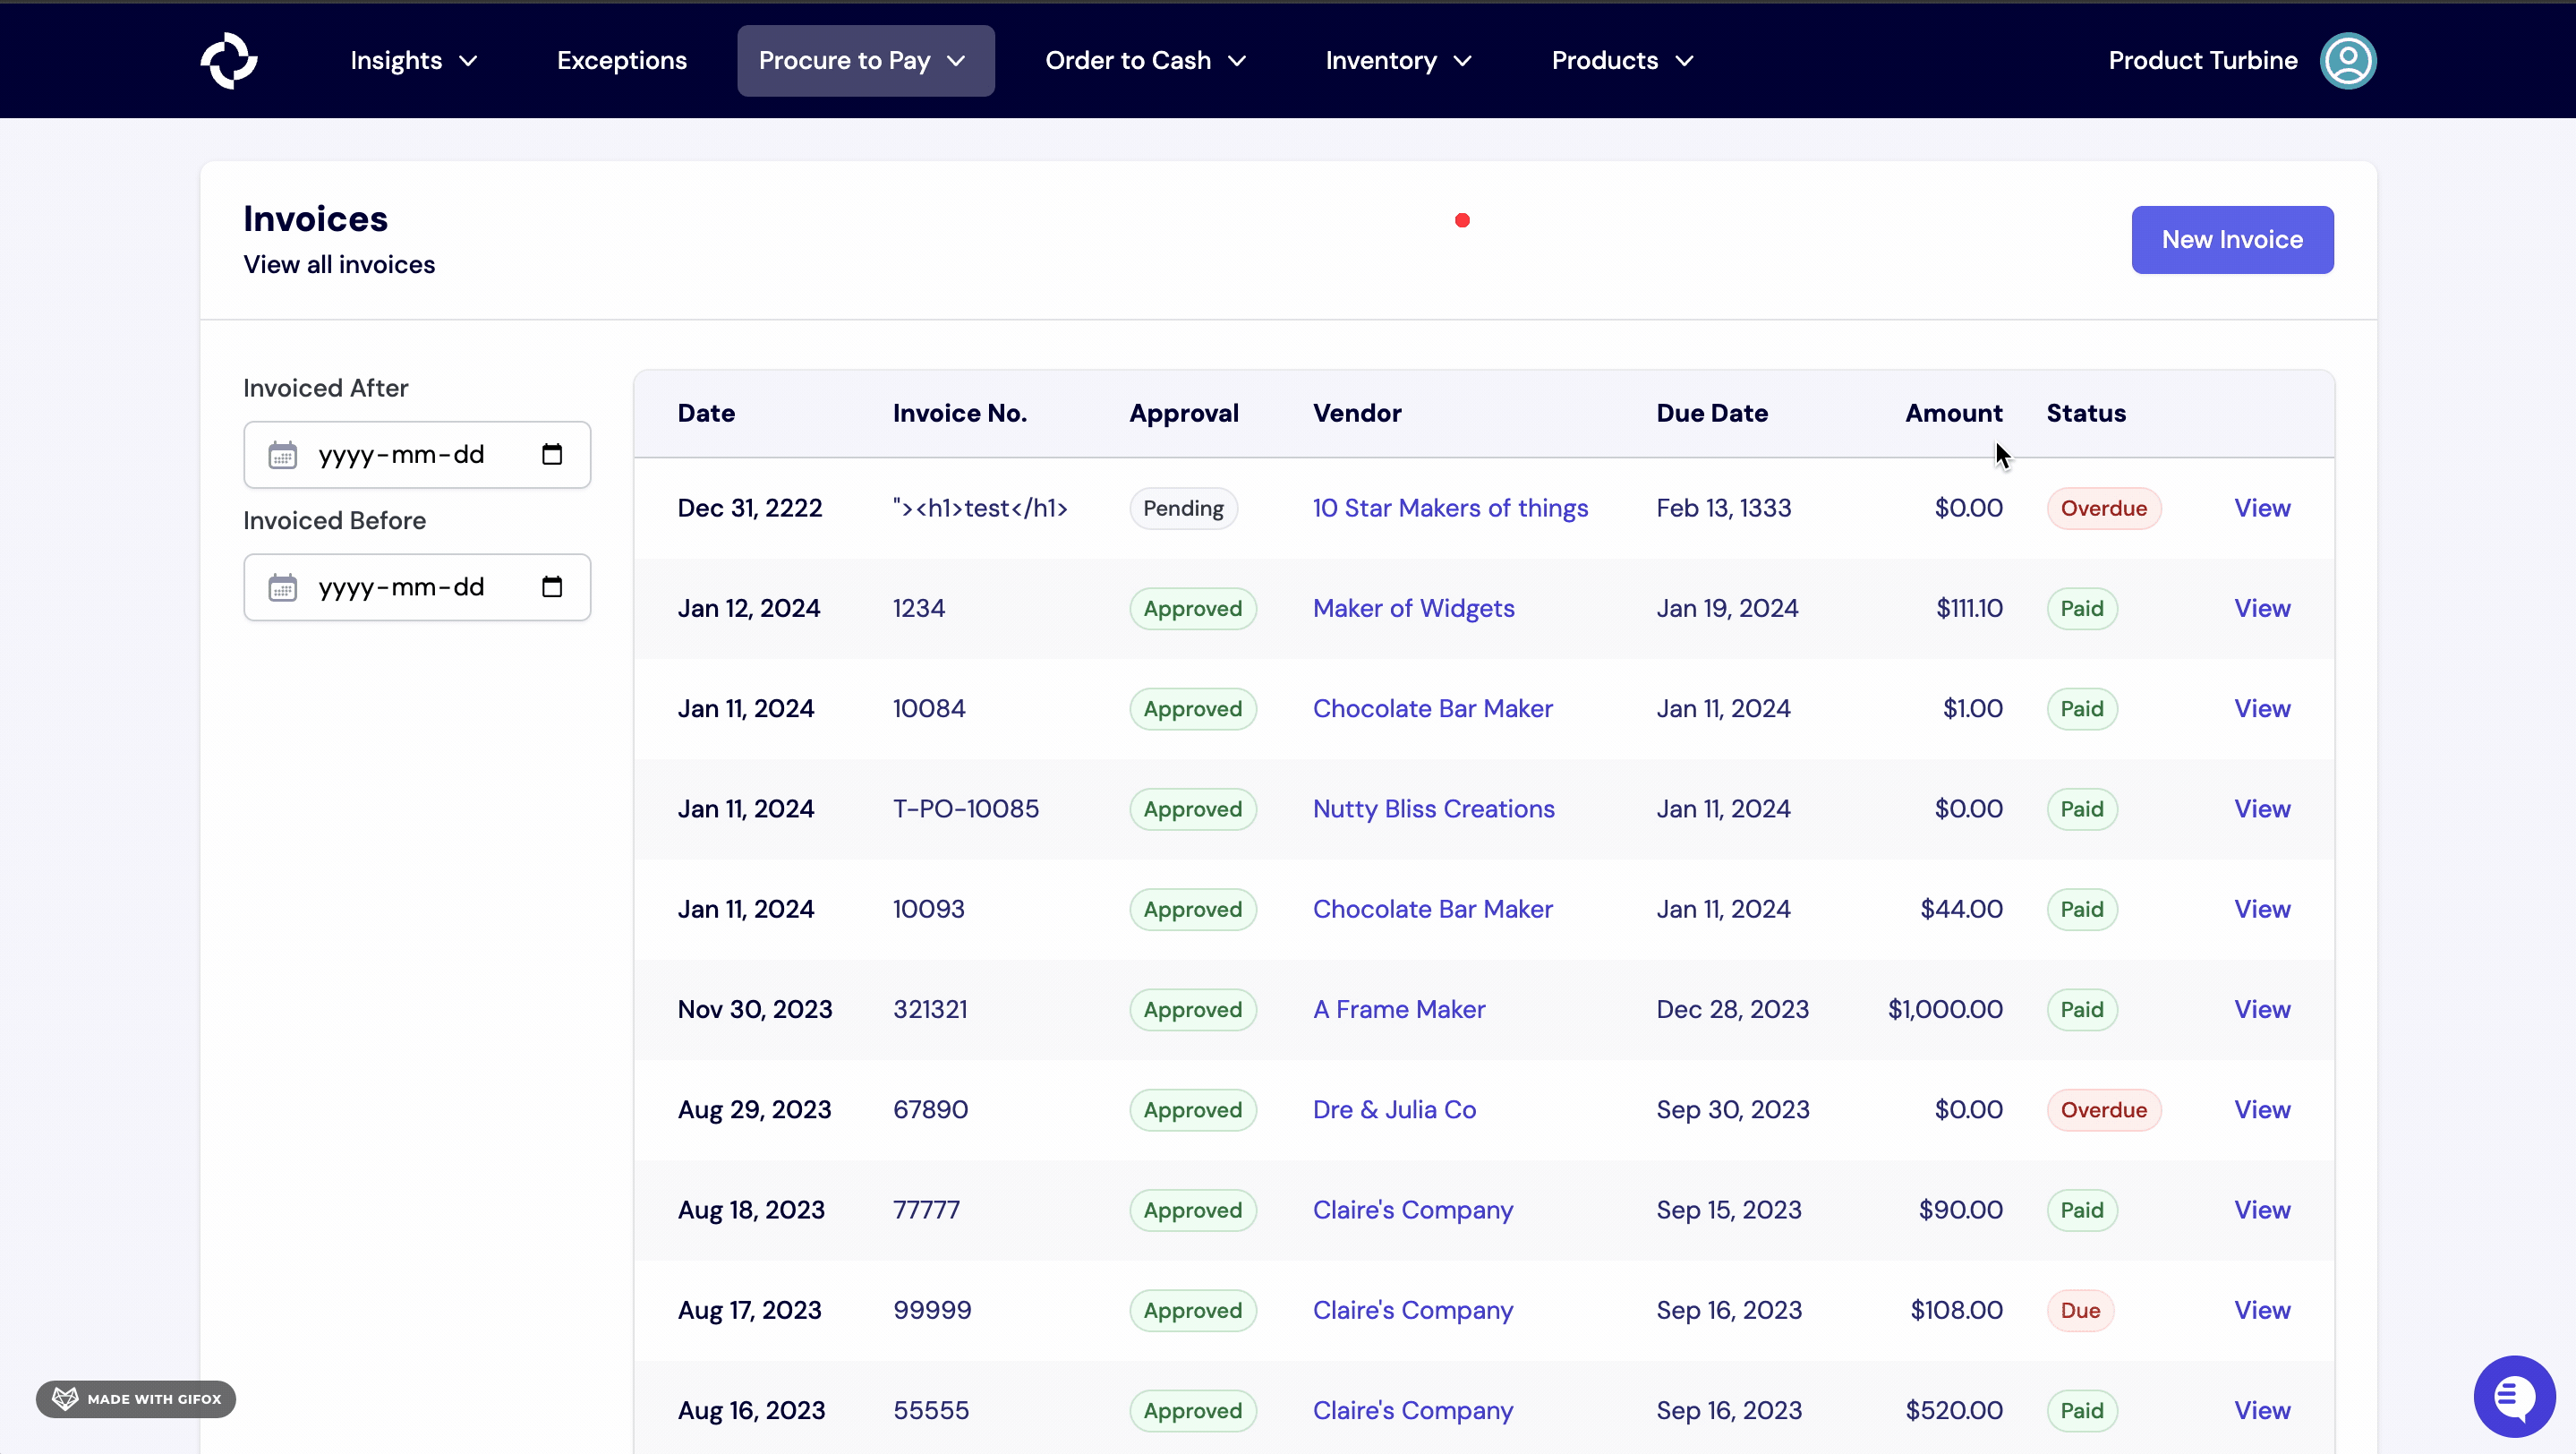 Insights Exceptions Procure to Pay Order to Cash Inventory Products Product Turbine
Invoices
View all invoices
New Invoice
Invoiced After
yyyy-mm-dd
Invoiced Before
yyyy-mm-dd
Date Invoice No. Approval Vendor Due Date Amount Status
Dec 31, 2222 "><h1>test</h1> Pending 10 Star Makers of things Feb 13, 1333 $0.00 Overdue View
Jan 12, 2024 1234 Approved Maker of Widgets Jan 19, 2024 $111.10 Paid View
Jan 11, 2024 10084 Approved Chocolate Bar Maker Jan 11, 2024 $1.00 Paid View
Jan 11, 2024 T-PO-10085 Approved Nutty Bliss Creations Jan 11, 2024 $0.00 Paid View
Jan 11, 2024 10093 Approved Chocolate Bar Maker Jan 11, 2024 $44.00 Paid View
Nov 30, 2023 321321 Approved A Frame Maker Dec 28, 2023 $1,000.00 Paid View
Aug 29, 2023 67890 Approved Dre & Julia Co Sep 30, 2023 $0.00 Overdue View
Aug 18, 2023 77777 Approved Claire's Company Sep 15, 2023 $90.00 Paid View
Aug 17, 2023 99999 Approved Claire's Company Sep 16, 2023 $108.00 Due View
Aug 16, 2023 55555 Approved Claire's Company Sep 16, 2023 $520.00 Paid View
MADE WITH GIFOX